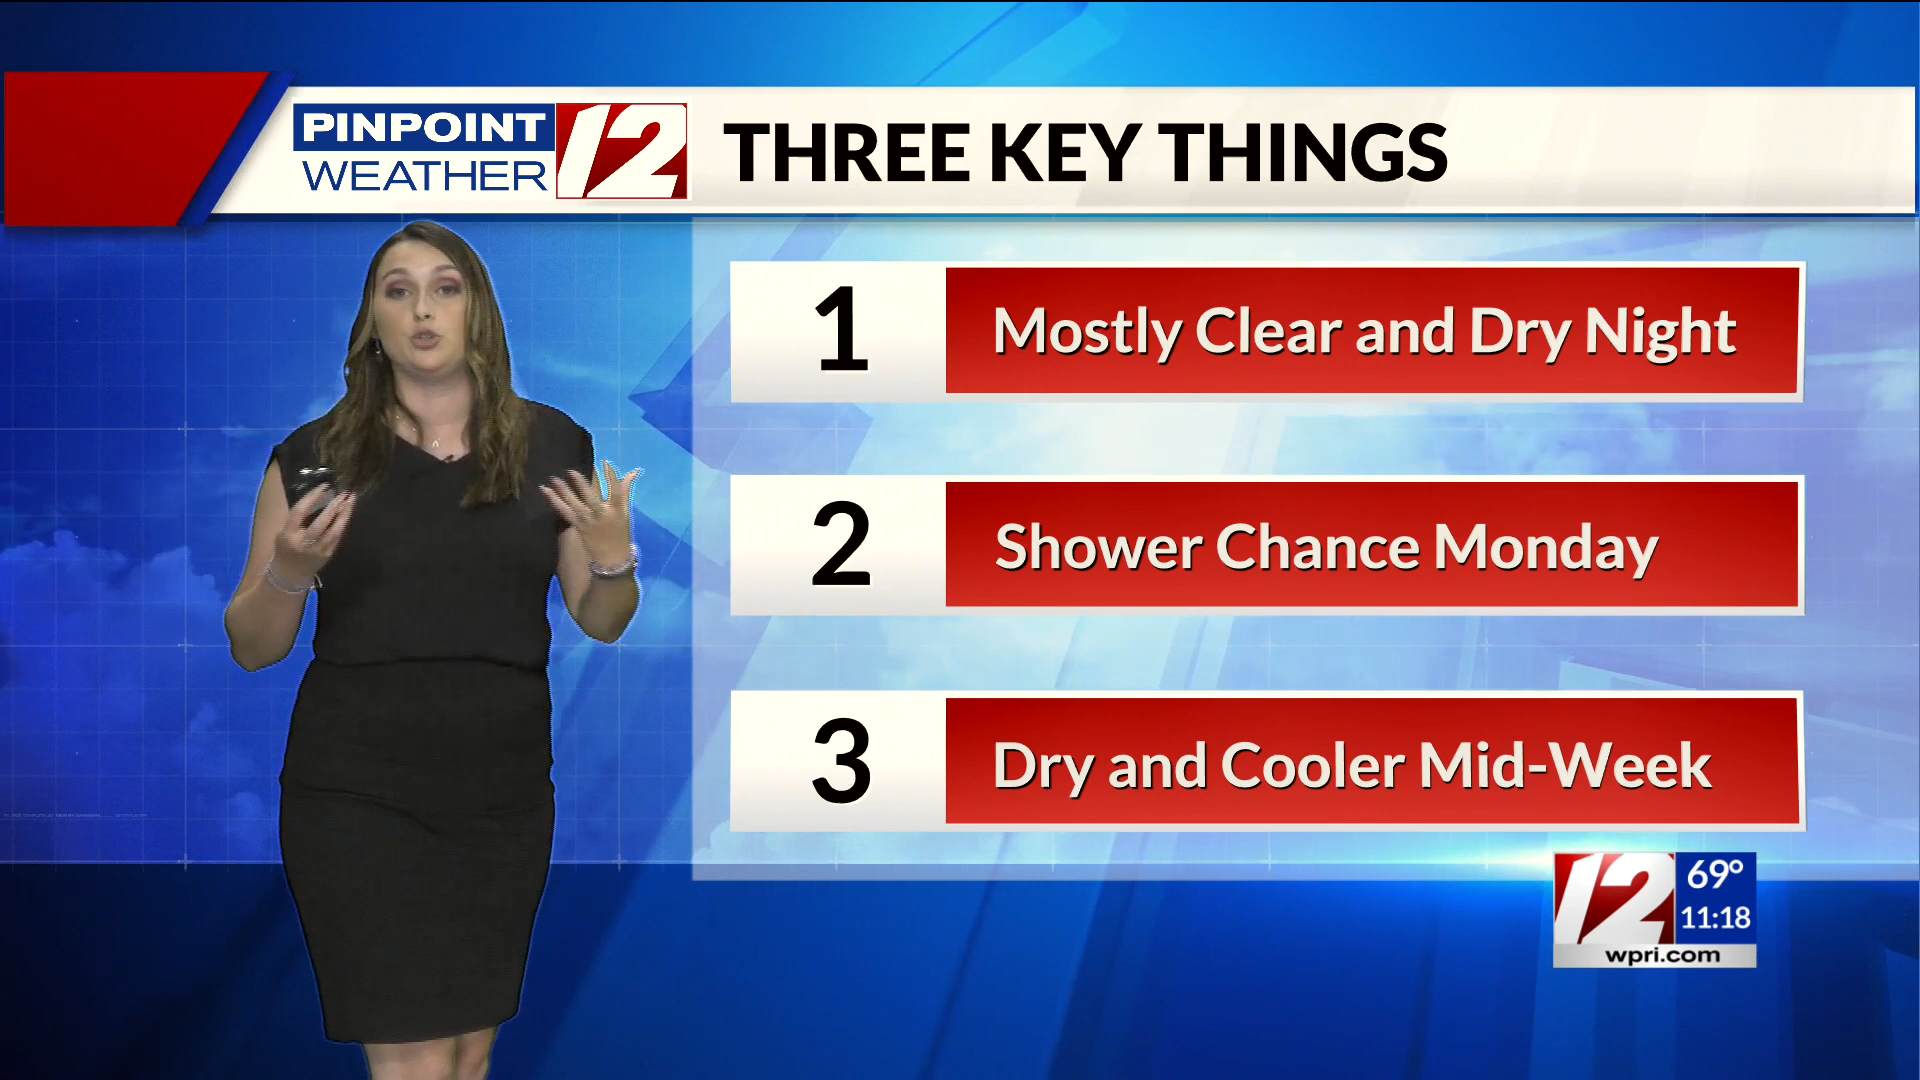 PINPOINT
WEATHER 12
THREE KEY THINGS
1 Mostly Clear and Dry Night
2 Shower Chance Monday
3 Dry and Cooler Mid-Week
12 69°
11:18
wpri.com